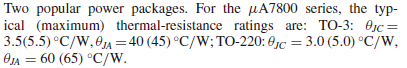 Two popular power packages. For the μA7800 series, the typ-
ical (maximum) thermal-resistance ratings are: TO-3: θJC =
3.5(5.5) °C/W, θJA = 40 (45) °C/W; TO-220: θJC = 3.0 (5.0) °C/W,
θJA = 60 (65) °C/W.